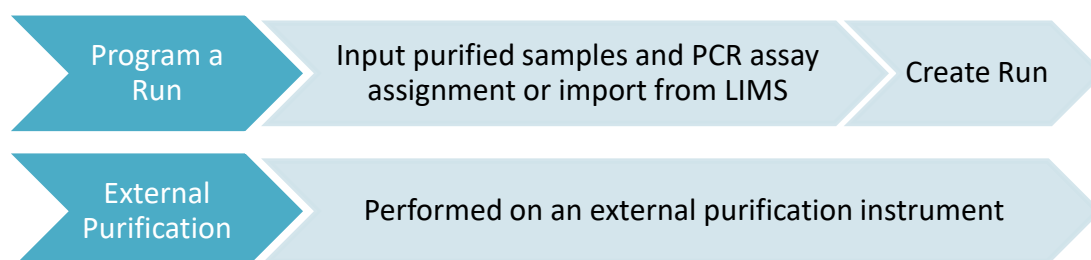 Program a
Run
Input purified samples and PCR assay
assignment or import from LIMS
Create Run
External
Purification
Performed on an external purification instrument